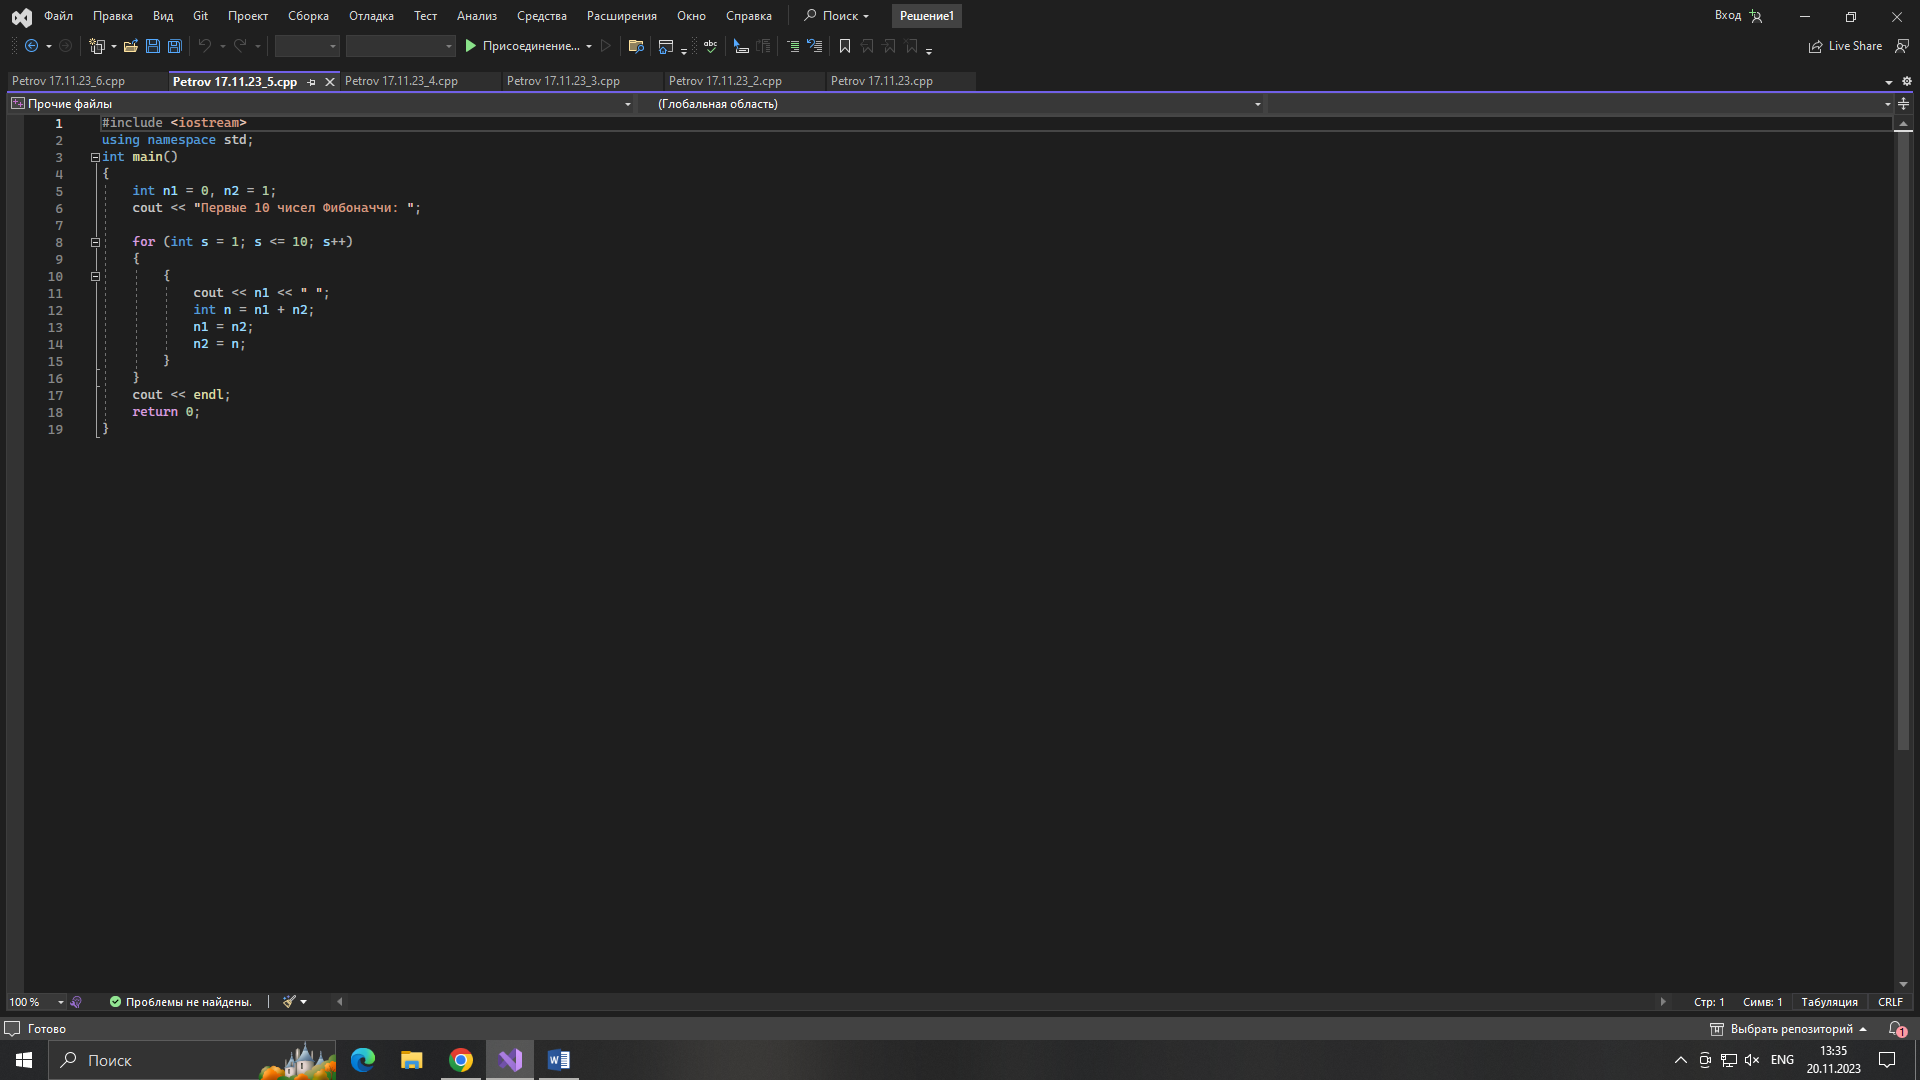 Файл Правка Вид Git Проект Сборка Отладка Тест Анализ Средства Расширения Окно Справка Поиск Решение1 Вход
Присоединение... Live Share
Petrov 17.11.23_6.cpp Petrov 17.11.23_5.cpp Petrov 17.11.23_4.cpp Petrov 17.11.23_3.cpp Petrov 17.11.23_2.cpp Petrov 17.11.23.cpp
Прочие файлы (Глобальная область)
1 #include <iostream>
2 using namespace std;
3 int main()
4 {
5 int n1 = 0, n2 = 1;
6 cout << "Первые 10 чисел Фибоначчи: ";
7
8 for (int s = 1; s <= 10; s++)
9 {
10 {
11 cout << n1 << " ";
12 int n = n1 + n2;
13 n1 = n2;
14 n2 = n;
15 }
16 }
17 cout << endl;
18 return 0;
19 }
100 % Проблемы не найдены. Стр: 1 Симв: 1 Табуляция CRLF
Готово Выбрать репозиторий 1
Поиск ENG 13:35
20.11.2023